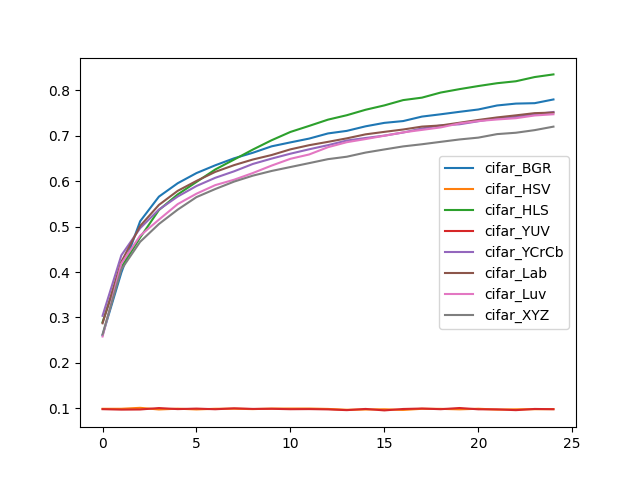 0.8
0.7
0.6
0.5
0.4
0.3
0.2
0.1
0 5 10 15 20 25
cifar_BGR
cifar_HSV
cifar_HLS
cifar_YUV
cifar_YCrCb
cifar_Lab
cifar_Luv
cifar_XYZ